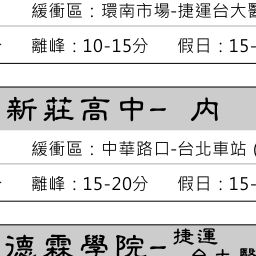 緩衝區：環南市場-捷運台大醫
離峰：10-15分　假日：15-
新莊高中– 內
緩衝區：中華路口-台北車站（
離峰：15-20分　假日：15-
德霖學院– 捷運
台大醫